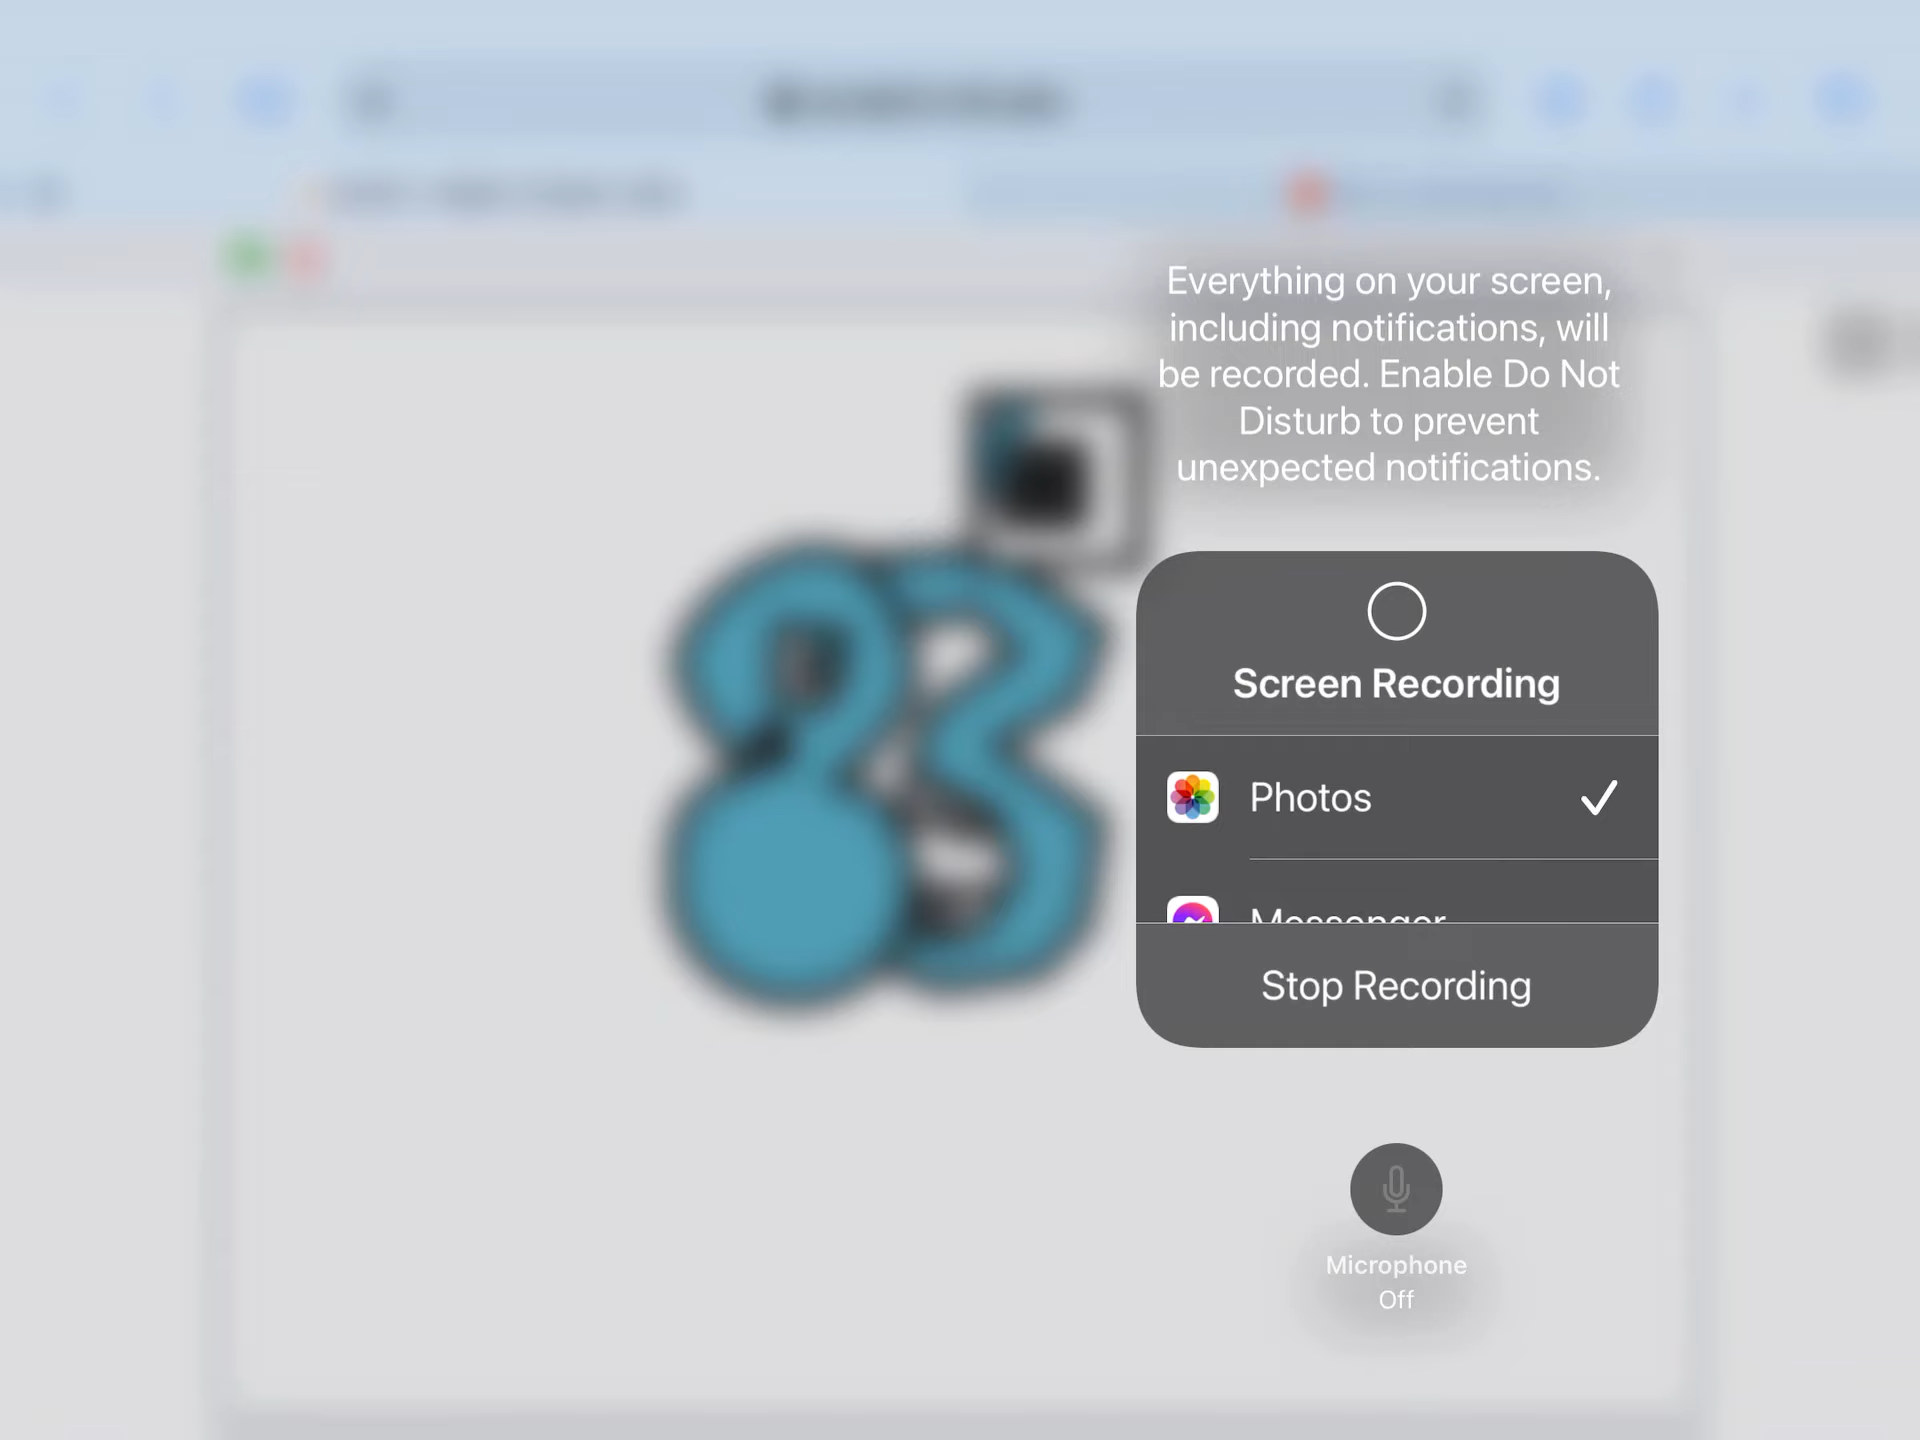 Everything on your screen,
including notifications, will
be recorded. Enable Do Not
Disturb to prevent
unexpected notifications.
Screen Recording
Photos
Messenger
Stop Recording
Microphone
Off